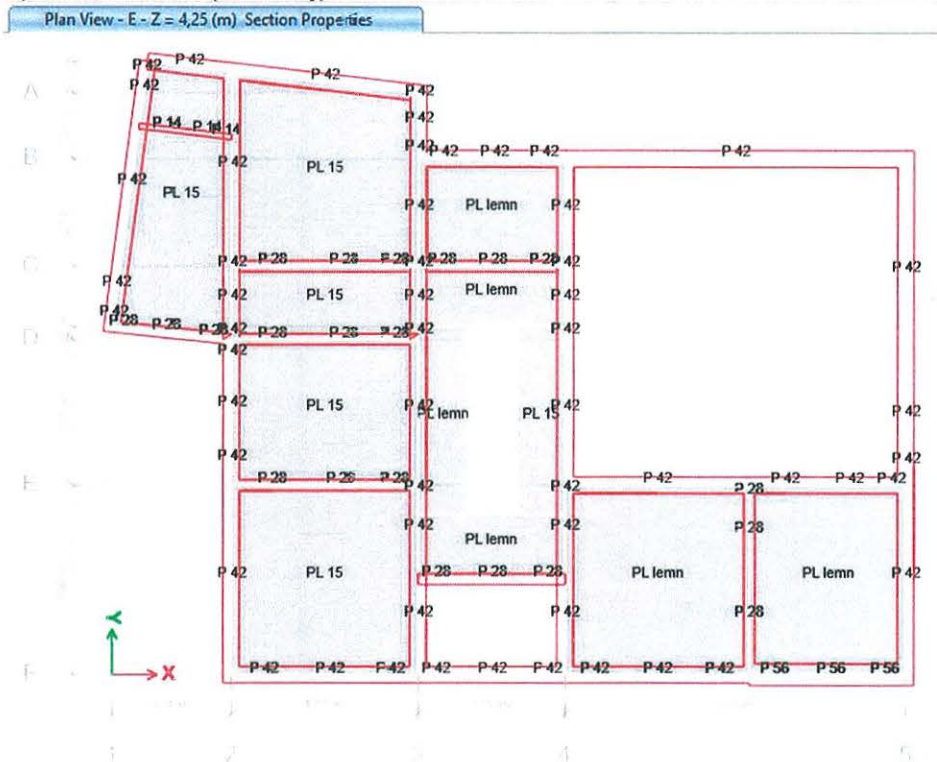 Plan View - E - Z = 4,25 (m) Section Properties
P 42 P 42
P 42 P 42 P 42
A
P 42
P 14 P 14 P 14
P 42 P 42 P 42 P 42 P 42
B
P 42 PL 15
P 42 PL 15
P 42 PL lemn P 42
C
P 42 P 28 P 28 P 28 P 42 P 28 P 28 P 28 P 42 P 42
P 42 P 42 PL 15 P 42 PL lemn P 42
P 42
P 28 P 28 P 28 P 42 P 28 P 28 P 28 P 42 P 42
D
P 42
P 42 PL 15 P 42 PL lemn PL 15 P 42 P 42
P 42 P 42
P 28 P 28 P 28 P 42 P 42 P 42 P 42 P 42 P 42
E
P 28
P 42 P 42 P 28
PL lemn
P 42 PL 15 P 28 P 28 P 28 PL lemn PL lemn P 42
P 42 P 42 P 28
Y
X
P 42 P 42 P 42 P 42 P 42 P 42 P 42 P 42 P 42 P 56 P 56 P 56
F
1 2 3 4 5